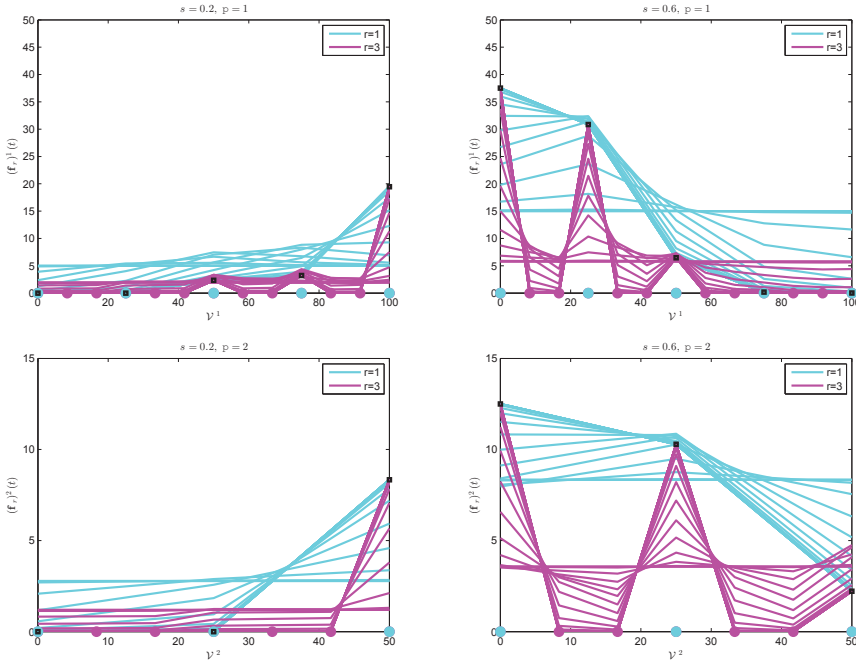 s = 0.2, p = 1
50
45
40
35
30
25
20
15
10
5
0
(f_r)^1(t)
0 20 40 60 80 100
𝒱^1
r=1
r=3
s = 0.6, p = 1
50
45
40
35
30
25
20
15
10
5
0
(f_r)^1(t)
0 20 40 60 80 100
𝒱^1
r=1
r=3
s = 0.2, p = 2
15
10
5
0
(f_r)^2(t)
0 10 20 30 40 50
𝒱^2
r=1
r=3
s = 0.6, p = 2
15
10
5
0
(f_r)^2(t)
0 10 20 30 40 50
𝒱^2
r=1
r=3